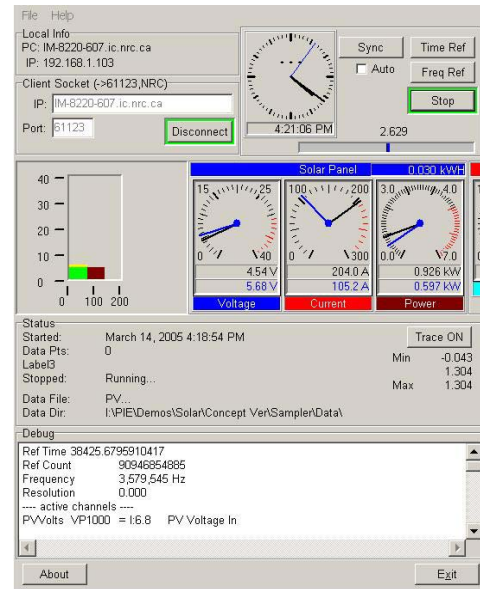 File Help
Local Info
PC: IM-8220-607.ic.nrc.ca
IP: 192.168.1.103
Client Socket (->61123,NRC)
IP: IM-8220-607.ic.nrc.ca
Port: 61123 Disconnect
4:21:06 PM
Sync Time Ref
Auto Freq Ref
Stop
2.629
40
30
20
10
0
0 100 200
Solar Panel 0.030 kWH
15 25 100 200 3.0 4.0
0 40 0 300 0.0 7.0
4.54 V 204.0 A 0.926 kW
5.68 V 105.2 A 0.597 kW
Voltage Current Power
Status
Started: March 14, 2005 4:18:54 PM Trace ON
Data Pts: 0
Label3
Min -0.043
1.304
Max 1.304
Stopped: Running...
Data File: PV...
Data Dir: I:\PIE\Demos\Solar\Concept Ver\Sampler\Data\
Debug
Ref Time 38425.6795910417
Ref Count 90946854885
Frequency 3,579,545 Hz
Resolution 0.000
---- active channels ----
PVVolts VP1000 = I:6.8 PV Voltage In
About Exit